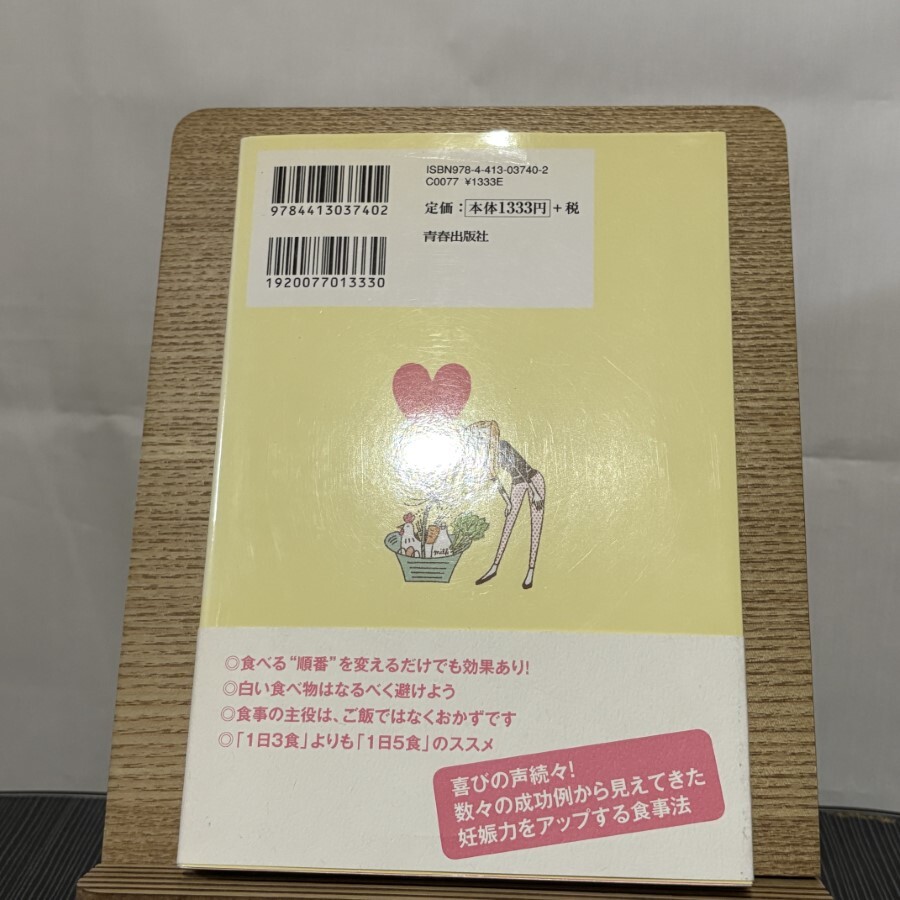 9784413037402
1920077013330
ISBN978-4-413-03740-2
C0077 ¥1333E
定価：本体1333円＋税
青春出版社
milk
◎食べる“順番”を変えるだけでも効果あり！
◎白い食べ物はなるべく避けよう
◎食事の主役は、ご飯ではなくおかずです
◎「1日3食」よりも「1日5食」のススメ
喜びの声続々！
数々の成功例から見えてきた
妊娠力をアップする食事法